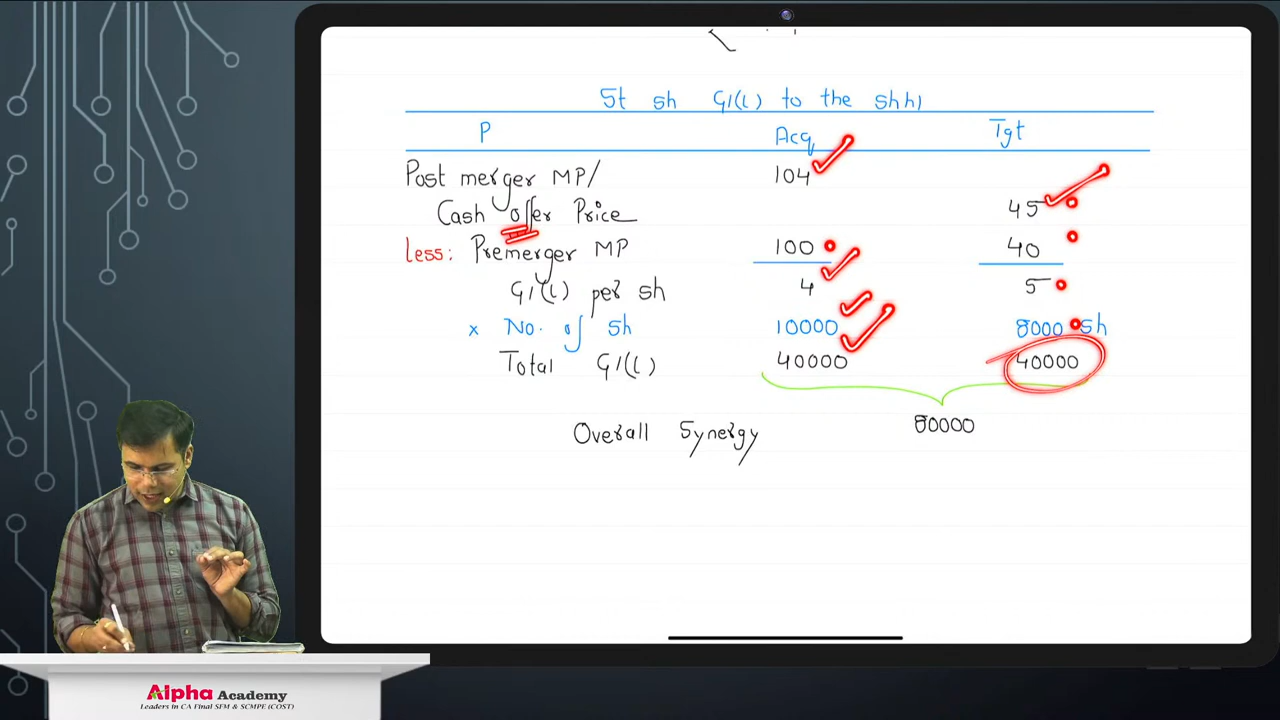 St sh G/(L) to the shhl
P Acq Tgt
Post merger MP/ 104
Cash offer Price 45
less: Premerger MP 100 40
G/(L) per sh 4 5
x No. of Sh 10000 8000 sh
Total G/(L) 40000 40000
Overall Synergy 80000
Alpha Academy
Leaders in CA Final SFM & SCMPE (COST)